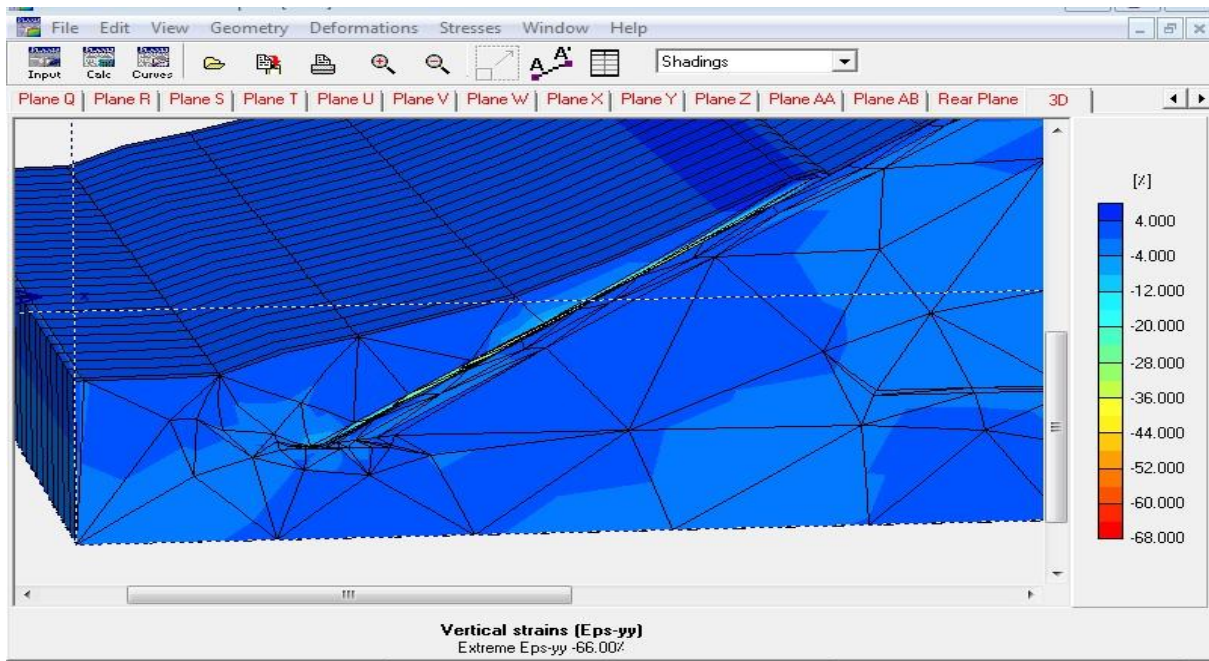 File Edit View Geometry Deformations Stresses Window Help
Input Calc Curves A A' Shadings
Plane Q Plane R Plane S Plane T Plane U Plane V Plane W Plane X Plane Y Plane Z Plane AA Plane AB Rear Plane 3D
[%]
4.000
-4.000
-12.000
-20.000
-28.000
-36.000
-44.000
-52.000
-60.000
-68.000
Vertical strains (Eps-yy)
Extreme Eps-yy -66.00%